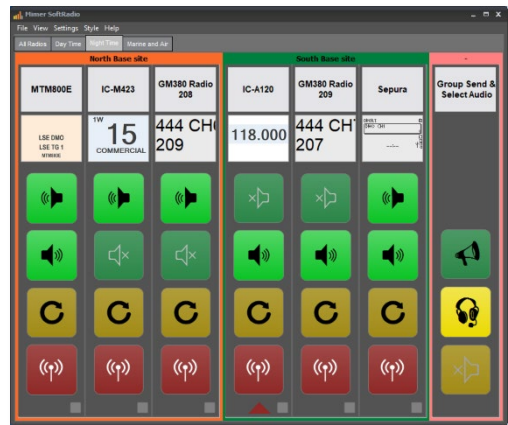 Mimer SoftRadio
File View Settings Style Help
All Radios Day Time Night Time Marine and Air
North Base site
South Base site
-
MTM800E
IC-M423
GM380 Radio
208
IC-A120
GM380 Radio
209
Sepura
Group Send &
Select Audio
LSE DMO
LSE TG 1
MTM800E
1W
15
COMMERCIAL
444 CH(
209
118.000
444 CH'
207